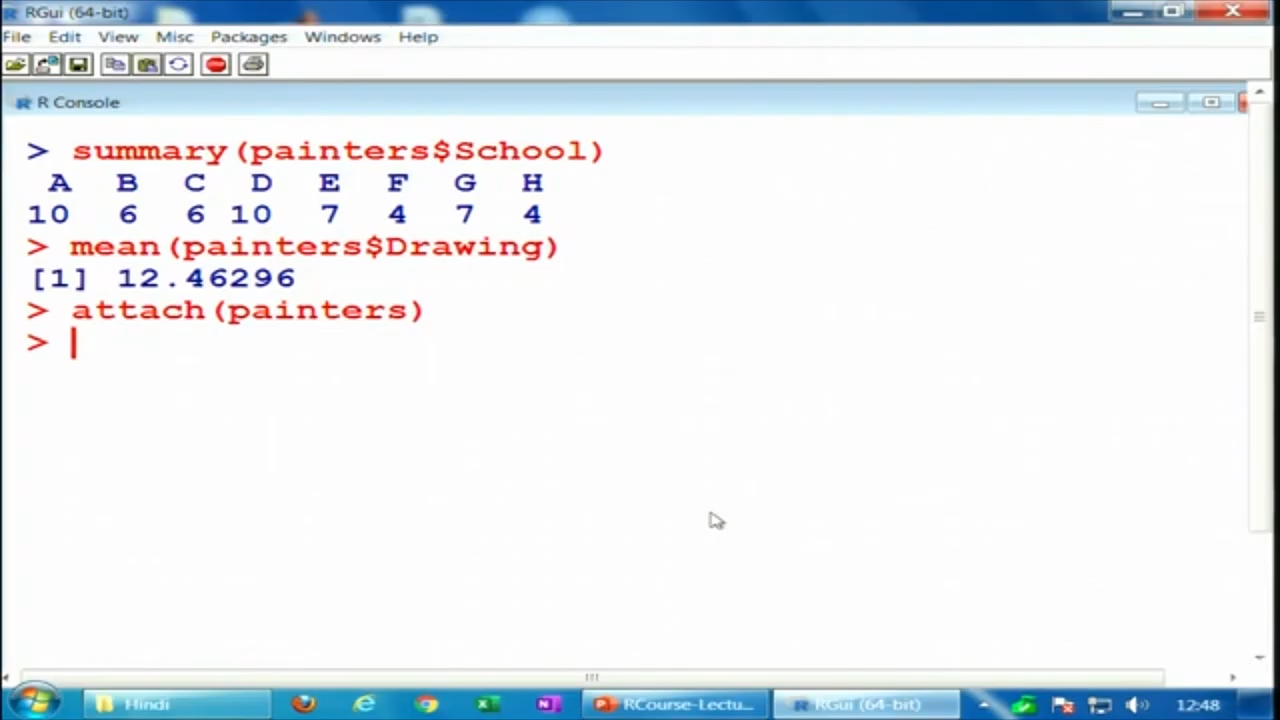 RGui (64-bit)
File Edit View Misc Packages Windows Help
R Console
> summary(painters$School)
A B C D E F G H
10 6 6 10 7 4 7 4
> mean(painters$Drawing)
[1] 12.46296
> attach(painters)
>
Hindi RCourse-Lectu... RGui (64-bit) 12:48